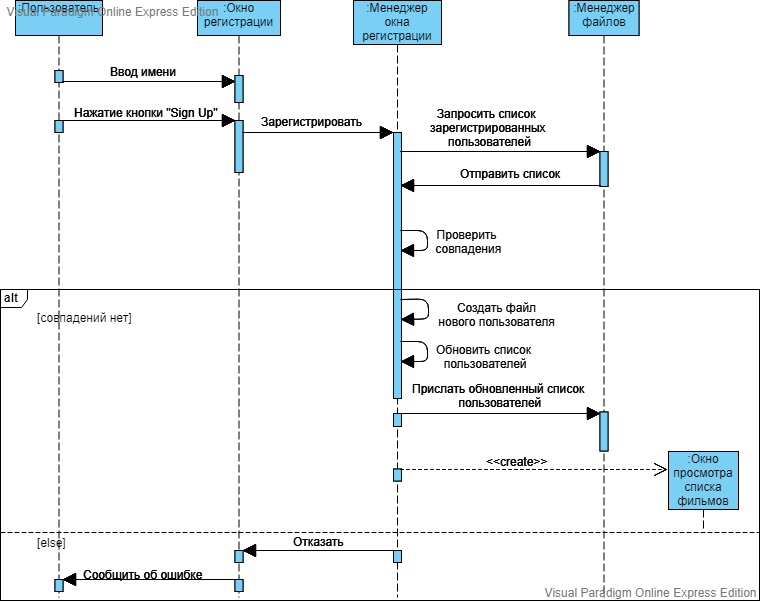 Visual Paradigm Online Express Edition
:Пользователь
:Окно
регистрации
:Менеджер
окна
регистрации
:Менеджер
файлов
Ввод имени
Нажатие кнопки "Sign Up"
Зарегистрировать
Запросить список
зарегистрированных
пользователей
Отправить список
Проверить
совпадения
alt
[совпадений нет]
Создать файл
нового пользователя
Обновить список
пользователей
Прислать обновленный список
пользователей
<<create>>
:Окно
просмотра
списка
фильмов
[else]
Отказать
Сообщить об ошибке
Visual Paradigm Online Express Edition